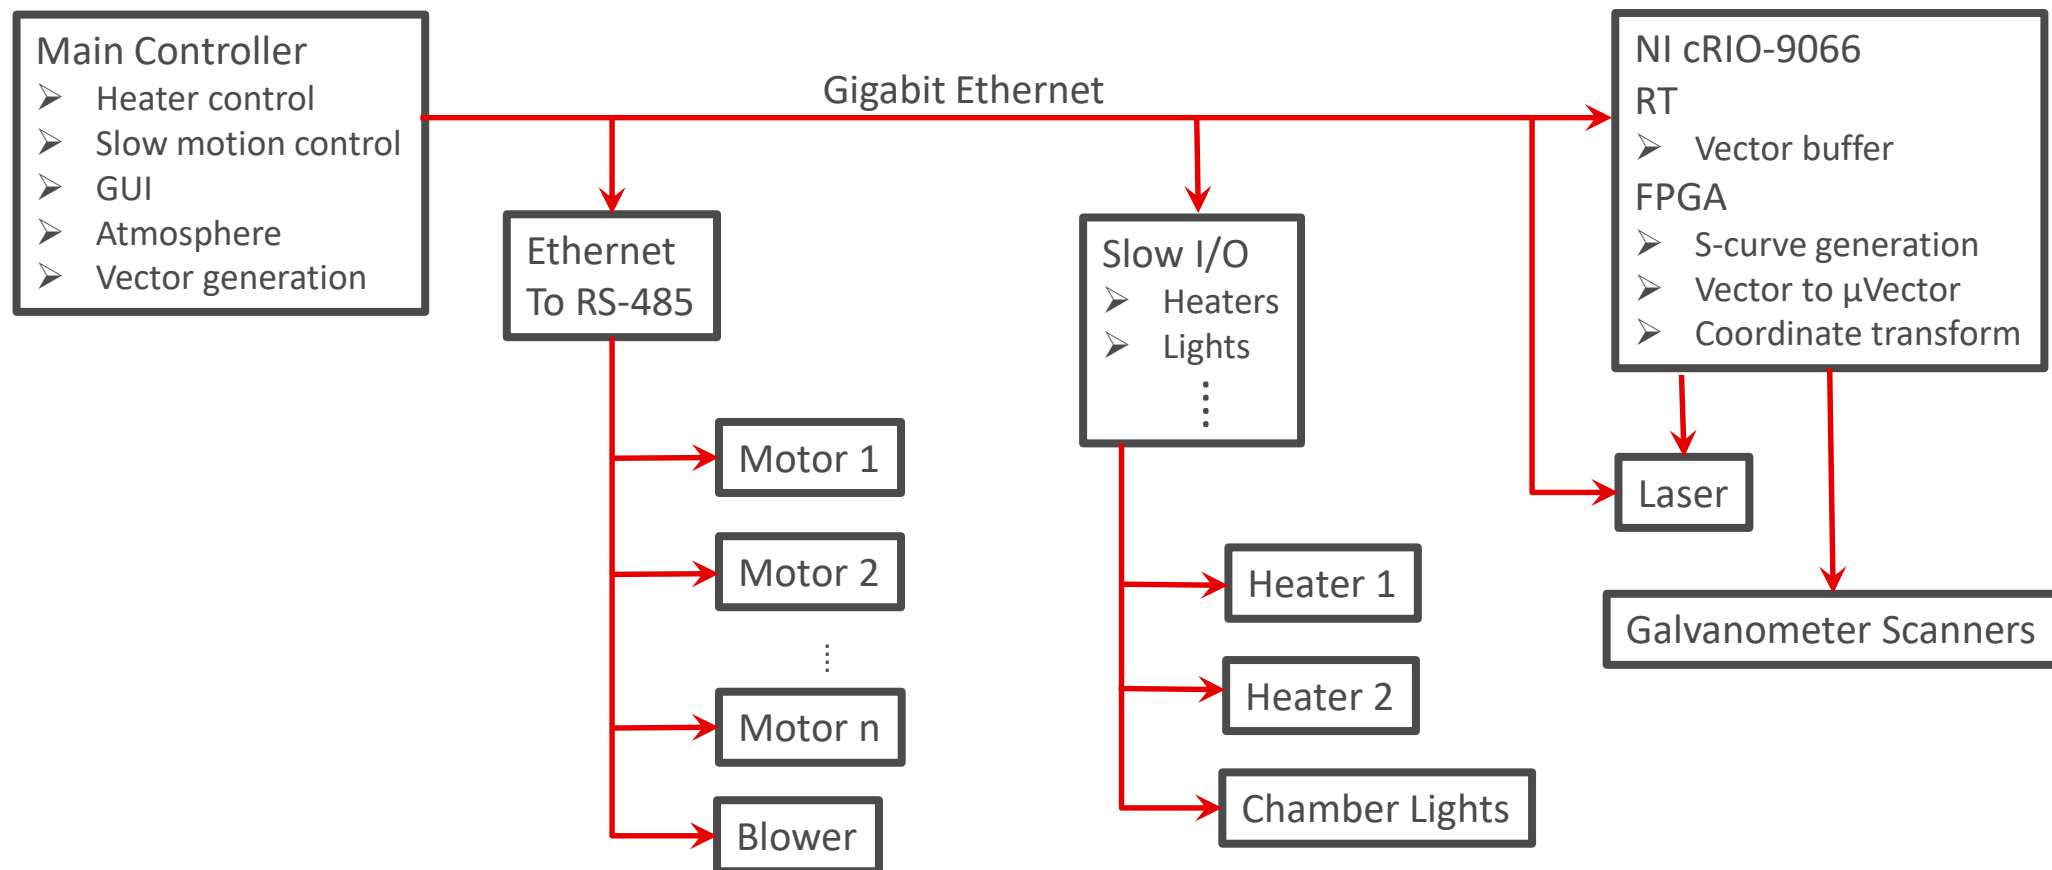 Main Controller
➢ Heater control
➢ Slow motion control
➢ GUI
➢ Atmosphere
➢ Vector generation
Gigabit Ethernet
NI cRIO-9066
RT
➢ Vector buffer
FPGA
➢ S-curve generation
➢ Vector to µVector
➢ Coordinate transform
Ethernet
To RS-485
Slow I/O
➢ Heaters
➢ Lights
Motor 1
Motor 2
Motor n
Blower
Heater 1
Heater 2
Chamber Lights
Laser
Galvanometer Scanners